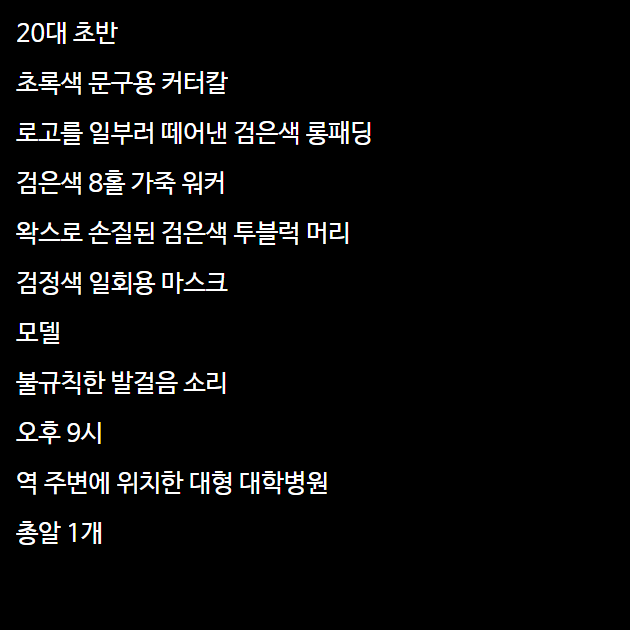 20대 초반
초록색 문구용 커터칼
로고를 일부러 떼어낸 검은색 롱패딩
검은색 8홀 가죽 워커
왁스로 손질된 검은색 투블럭 머리
검정색 일회용 마스크
모델
불규칙한 발걸음 소리
오후 9시
역 주변에 위치한 대형 대학병원
총알 1개